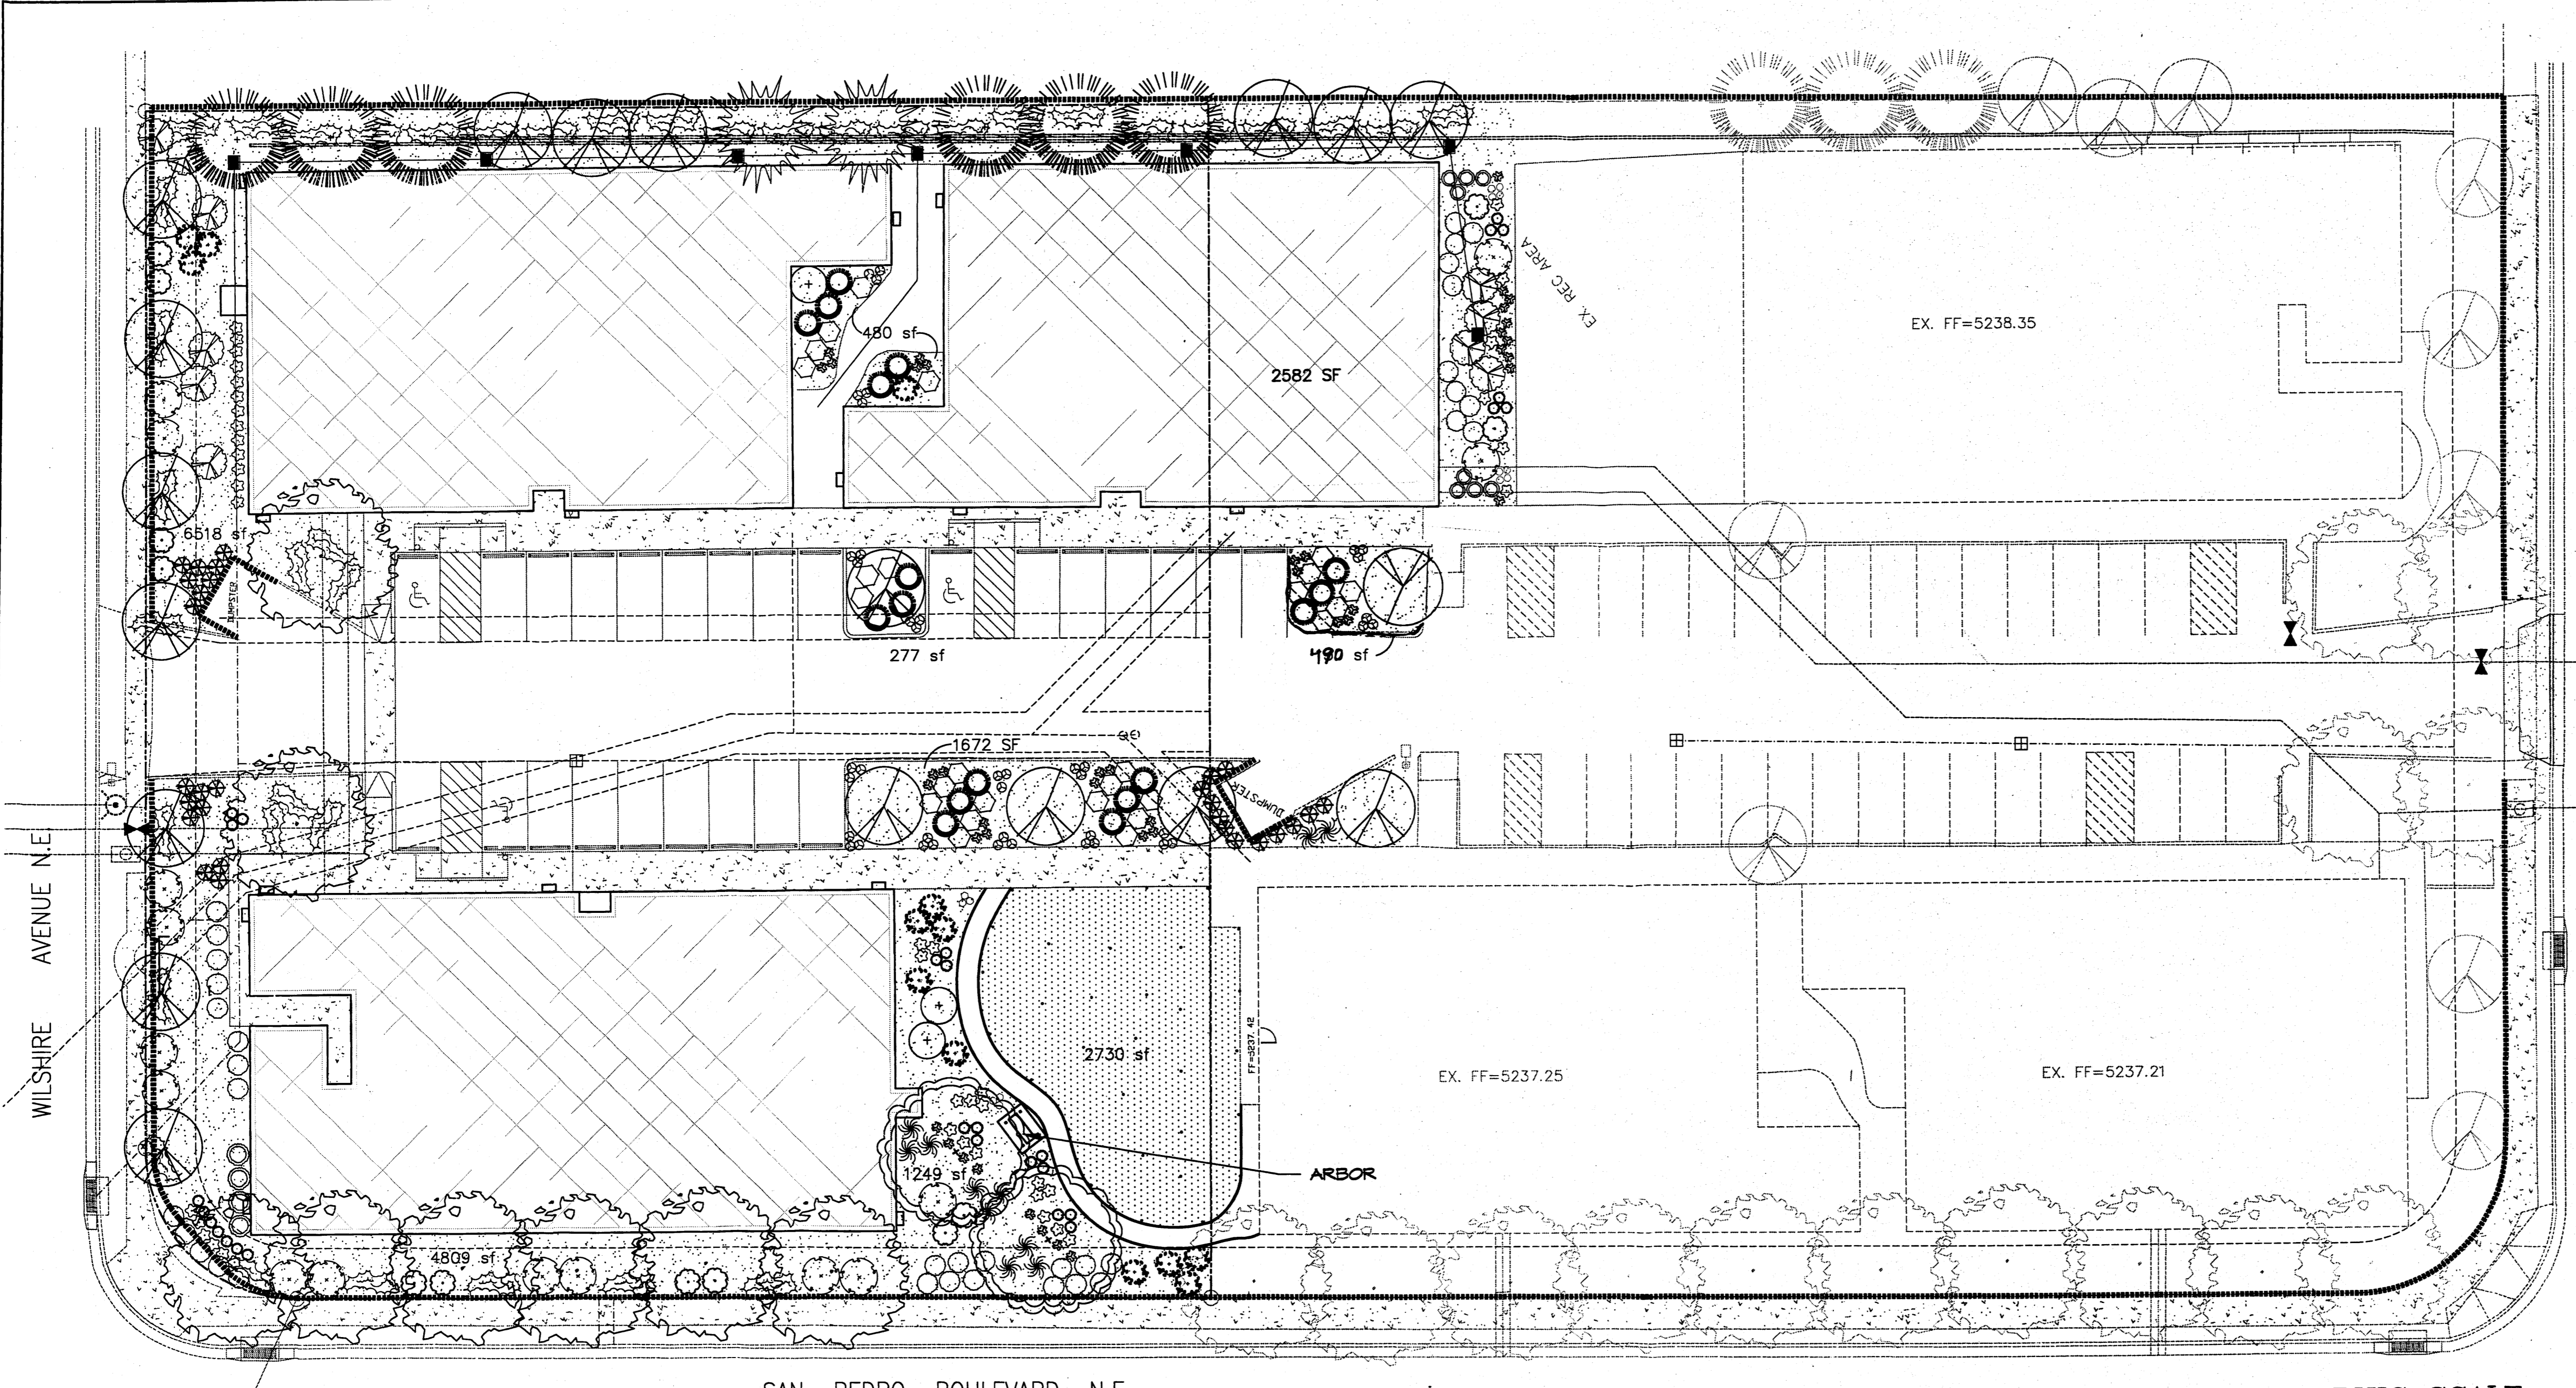 EX. REC AREA
EX. FF=5238.35
480 sf
2582 SF
6518 sf
DUMPSTER
277 sf
490 sf
1672 SF
DUMPSTER
WILSHIRE AVENUE N.E.
FF=5237.42
2730 sf
EX. FF=5237.25
EX. FF=5237.21
ARBOR
1249 sf
4809 sf
SAN PEDRO BOULEVARD N.E.